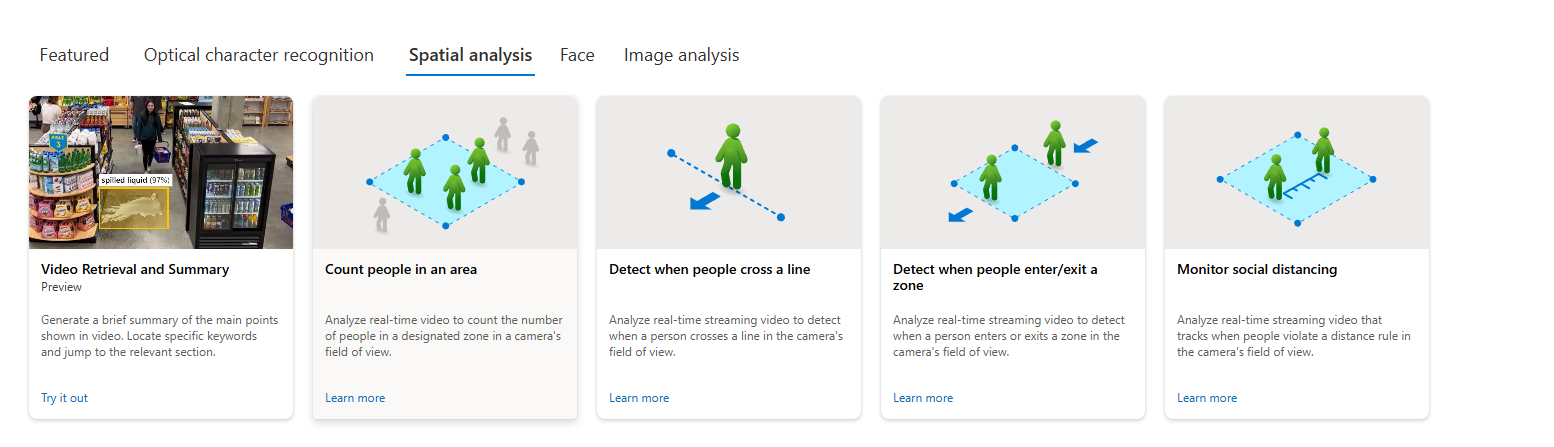 Featured
Optical character recognition
Spatial analysis
Face
Image analysis
AISLE
3
spilled liquid (97%)
Video Retrieval and Summary
Preview
Generate a brief summary of the main points
shown in video. Locate specific keywords
and jump to the relevant section.
Try it out
Count people in an area
Analyze real-time video to count the number
of people in a designated zone in a camera's
field of view.
Learn more
Detect when people cross a line
Analyze real-time streaming video to detect
when a person crosses a line in the camera's
field of view.
Learn more
Detect when people enter/exit a
zone
Analyze real-time streaming video to detect
when a person enters or exits a zone in the
camera's field of view.
Learn more
Monitor social distancing
Analyze real-time streaming video that
tracks when people violate a distance rule in
the camera's field of view.
Learn more